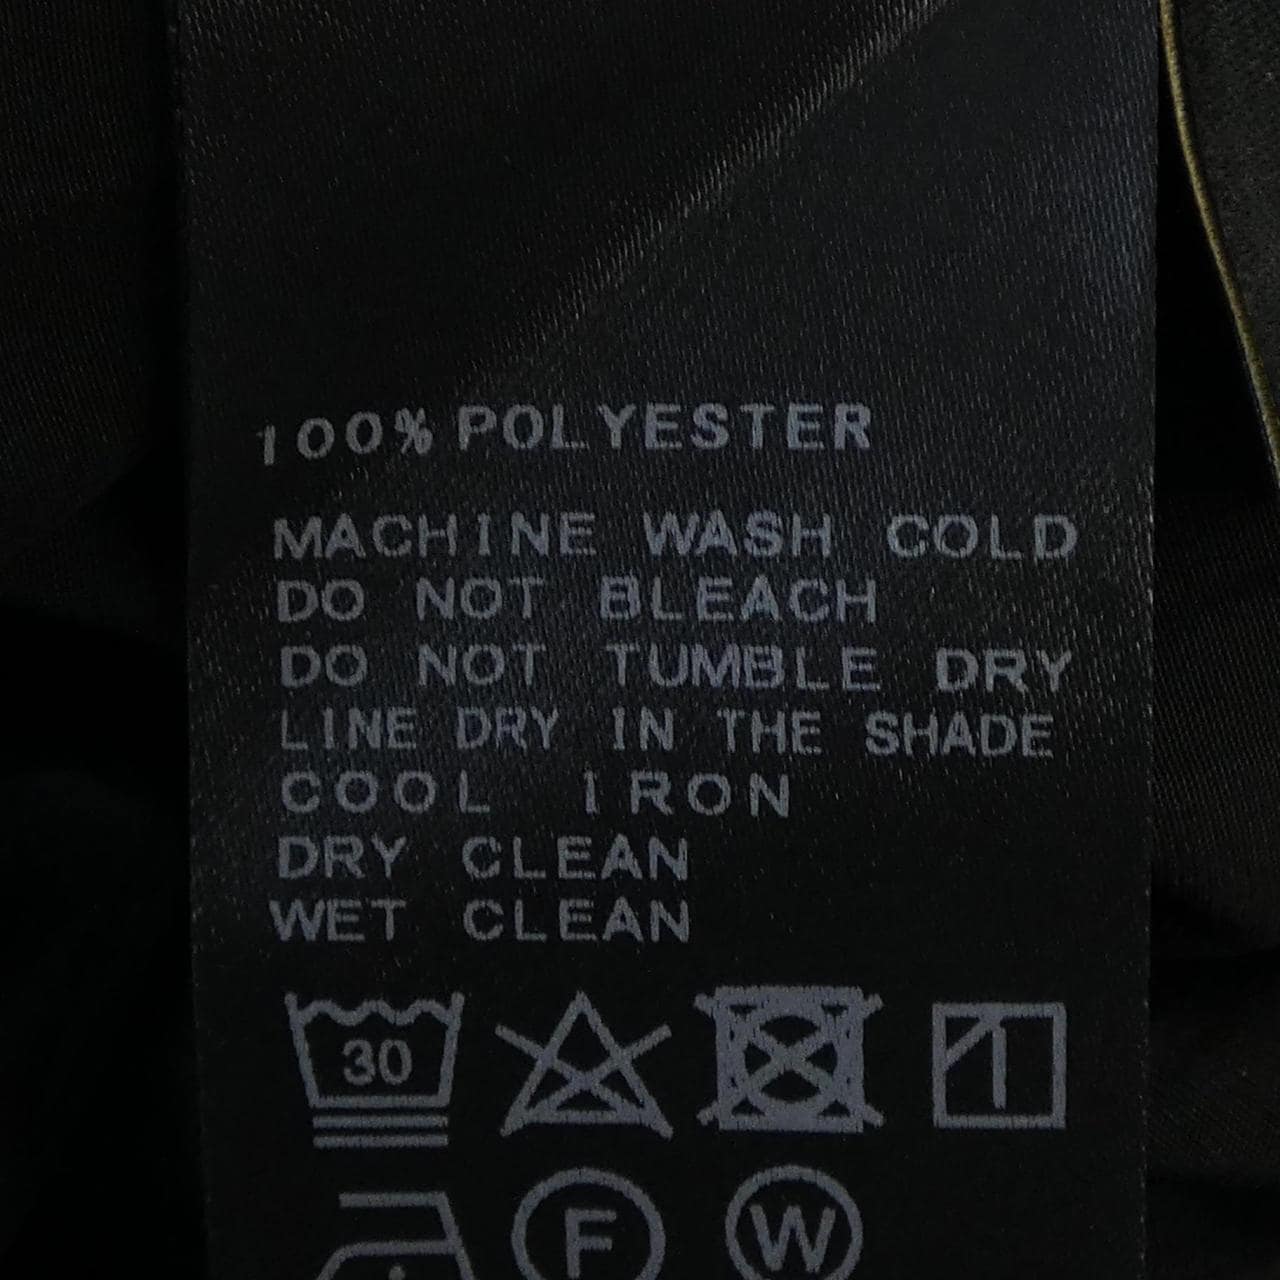 100% POLYESTER
MACHINE WASH COLD
DO NOT BLEACH
DO NOT TUMBLE DRY
LINE DRY IN THE SHADE
COOL IRON
DRY CLEAN
WET CLEAN
30
F W